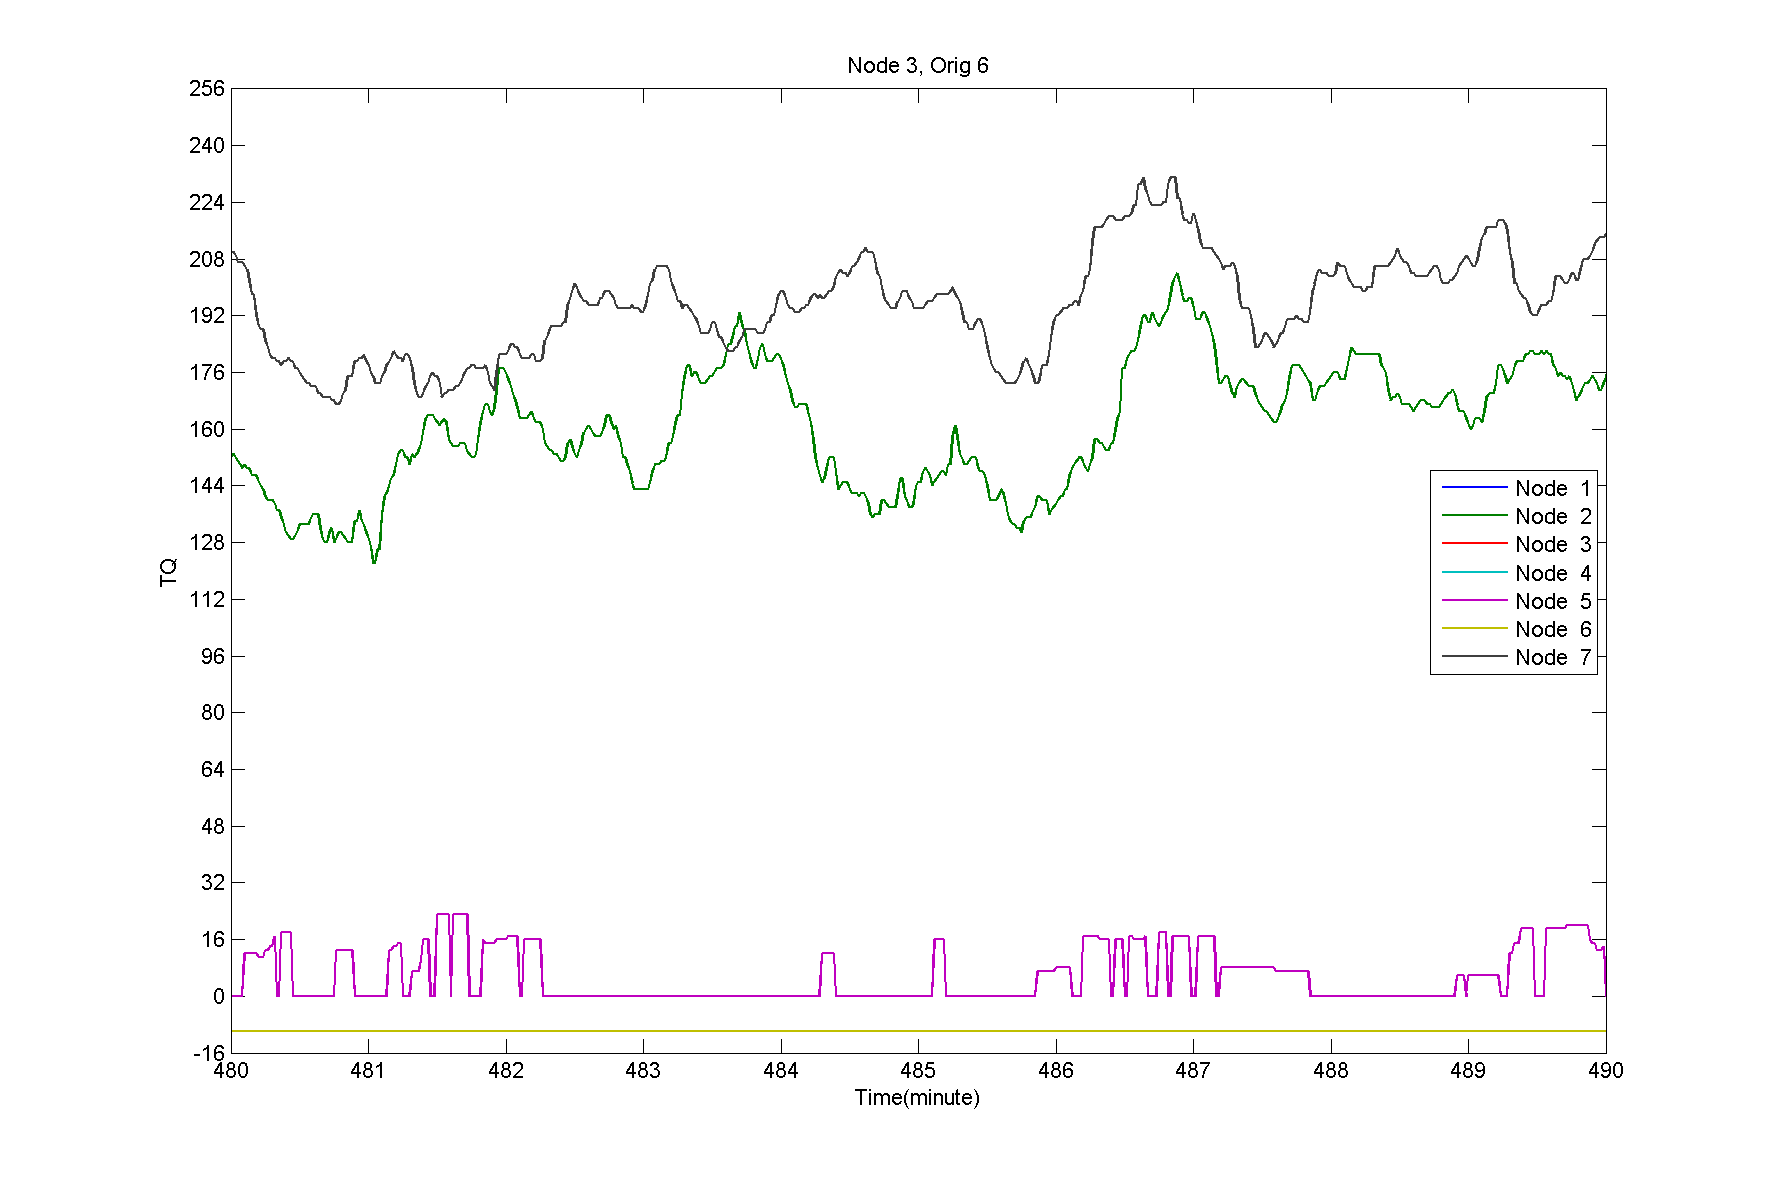 Node 3, Orig 6
256
240
224
208
192
176
160
144
128
112
96
80
64
48
32
16
0
-16
TQ
480 481 482 483 484 485 486 487 488 489 490
Time(minute)
Node 1
Node 2
Node 3
Node 4
Node 5
Node 6
Node 7